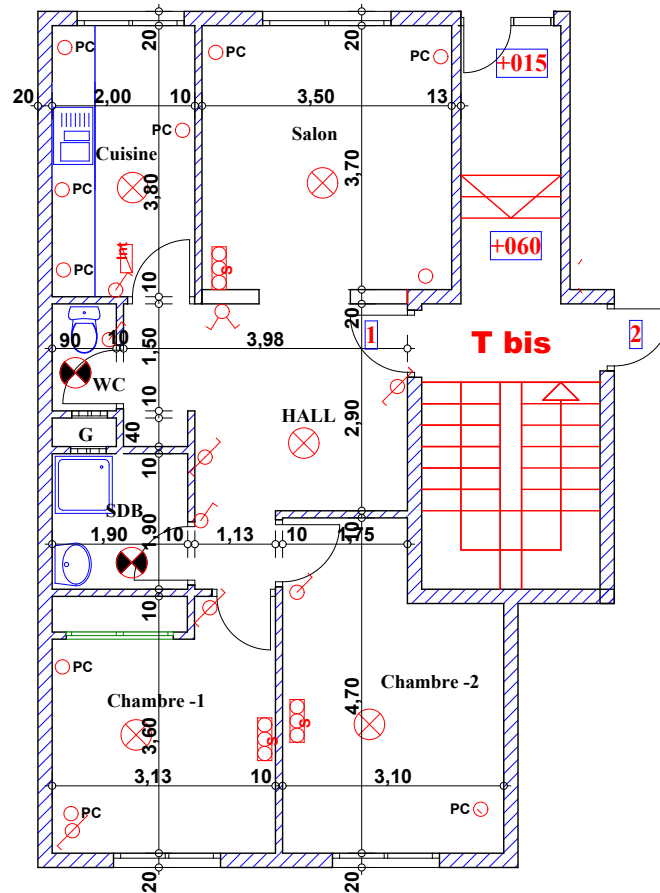 20
20
PC
PC
PC
+015
20
2,00
10
3,50
13
PC
Cuisine
Salon
3,80
3,70
PC
+060
PC
Int
S
10
20
90
10
1,50
3,98
1
T bis
2
WC
10
HALL
2,90
G
40
10
SDB
1,90
1,90
10
1,13
10
10
1,75
10
PC
Chambre -1
Chambre -2
S
S
3,60
4,70
3,13
10
3,10
PC
PC
20
20